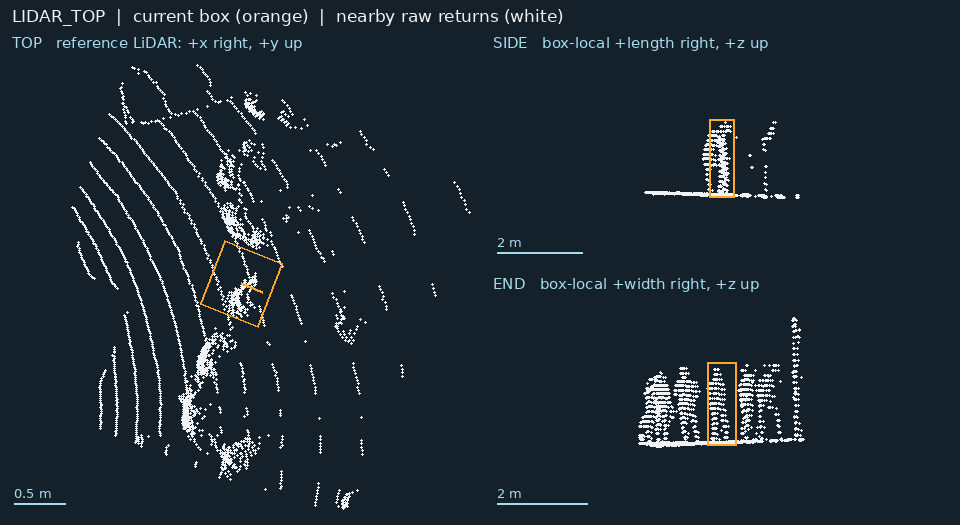 LIDAR_TOP | current box (orange) | nearby raw returns (white)
TOP reference LiDAR: +x right, +y up
SIDE box-local +length right, +z up
2 m
END box-local +width right, +z up
0.5 m
2 m